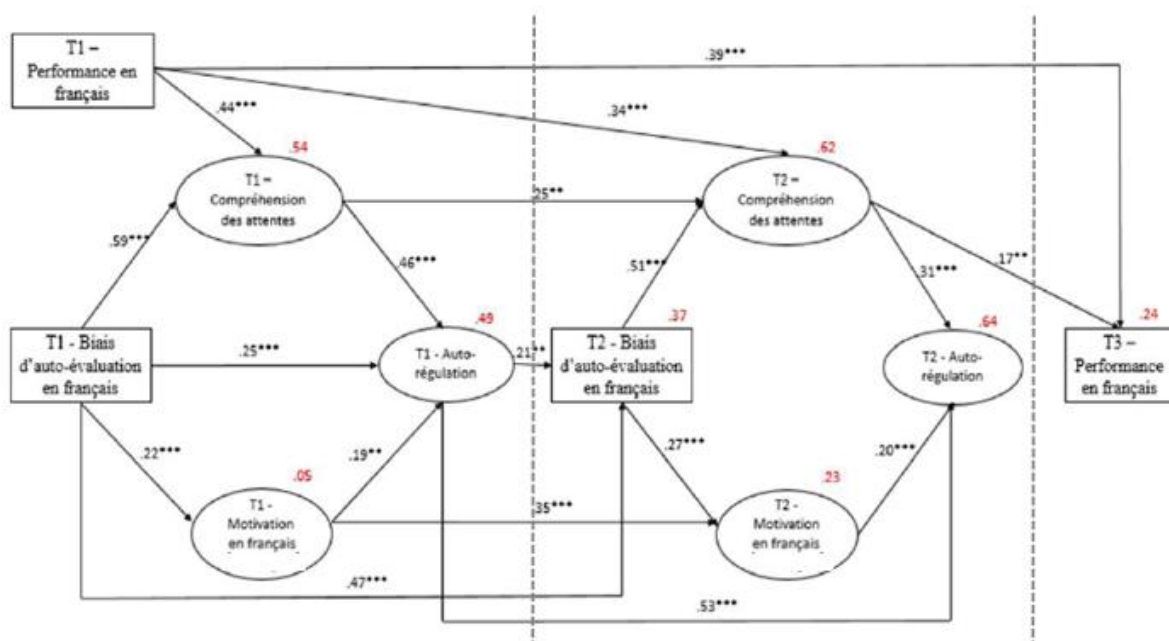 T1 –
Performance en
français
.39***
.44***
.34***
.54
.62
T1 –
Compréhension
des attentes
.25**
T2 –
Compréhension
des attentes
.59***
.46***
.51***
.31***
.17**
.49
.37
.64
.24
T1 - Biais
d'auto-évaluation
en français
.25***
T1 - Auto-
régulation
.21**
T2 - Biais
d'auto-évaluation
en français
T2 - Auto-
régulation
T3 –
Performance
en français
.22***
.19**
.27***
.20***
.05
.23
T1 -
Motivation
en français
.35***
T2 -
Motivation
en français
.47***
.53***